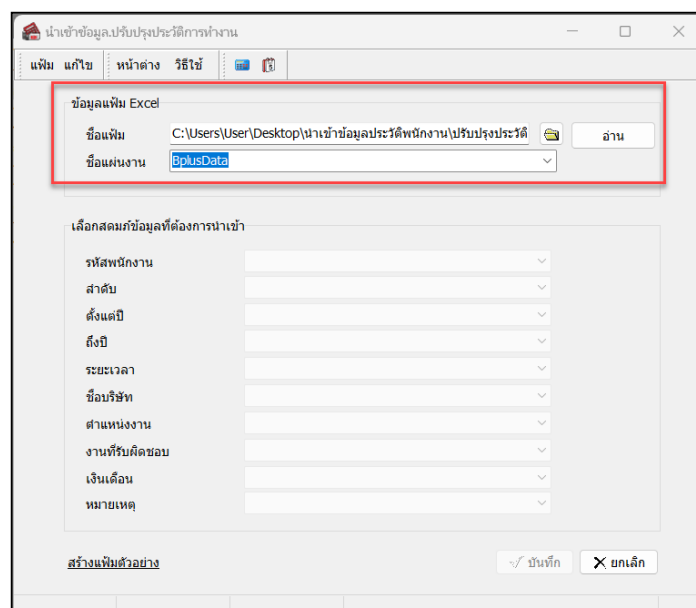 นำเข้าข้อมูล.ปรับปรุงประวัติการทำงาน
แฟ้ม แก้ไข หน้าต่าง วิธีใช้
ข้อมูลแฟ้ม Excel
ชื่อแฟ้ม C:\Users\User\Desktop\นำเข้าข้อมูลประวัติพนักงาน\ปรับปรุงประวัติ อ่าน
ชื่อแผ่นงาน BplusData
เลือกสดมภ์ข้อมูลที่ต้องการนำเข้า
รหัสพนักงาน
ลำดับ
ตั้งแต่ปี
ถึงปี
ระยะเวลา
ชื่อบริษัท
ตำแหน่งงาน
งานที่รับผิดชอบ
เงินเดือน
หมายเหตุ
สร้างแฟ้มตัวอย่าง บันทึก ยกเลิก